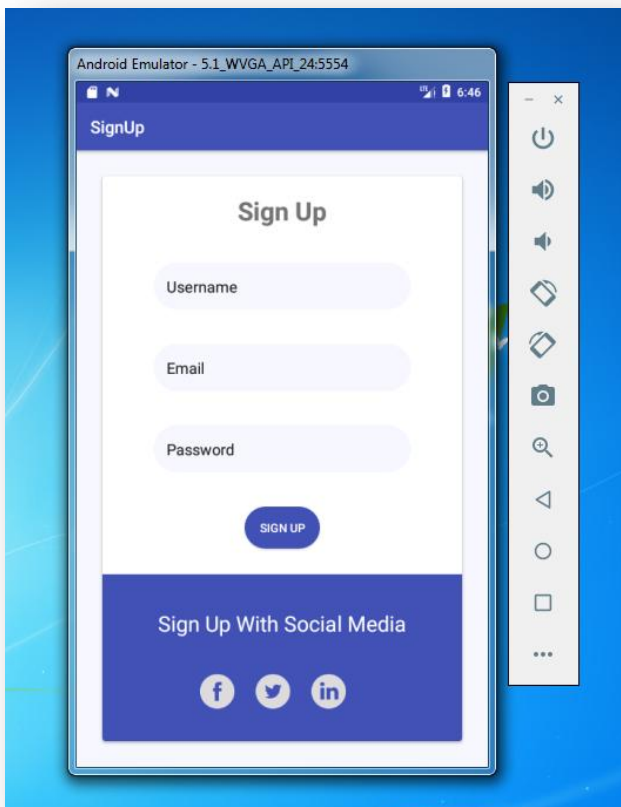 Android Emulator - 5.1_WVGA_API_24:5554
6:46
SignUp
Sign Up
Username
Email
Password
SIGN UP
Sign Up With Social Media
f in